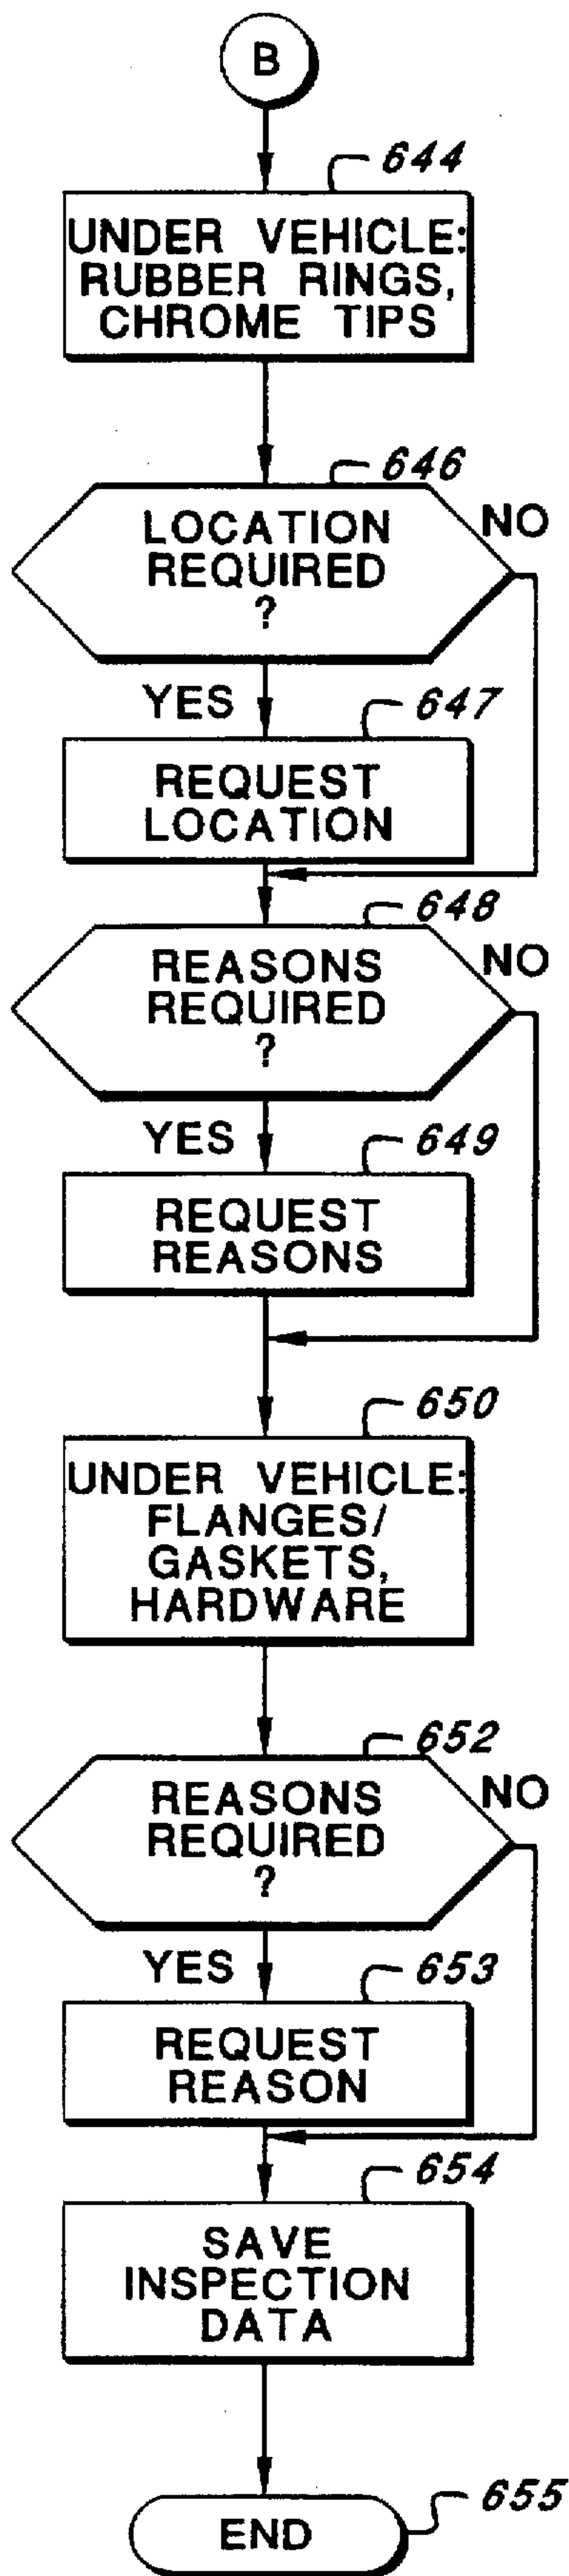 B
644
UNDER VEHICLE:
RUBBER RINGS,
CHROME TIPS
646
LOCATION
REQUIRED
?
NO
YES
647
REQUEST
LOCATION
648
REASONS
REQUIRED
?
NO
YES
649
REQUEST
REASONS
650
UNDER VEHICLE:
FLANGES/
GASKETS,
HARDWARE
652
REASONS
REQUIRED
?
NO
YES
653
REQUEST
REASON
654
SAVE
INSPECTION
DATA
655
END